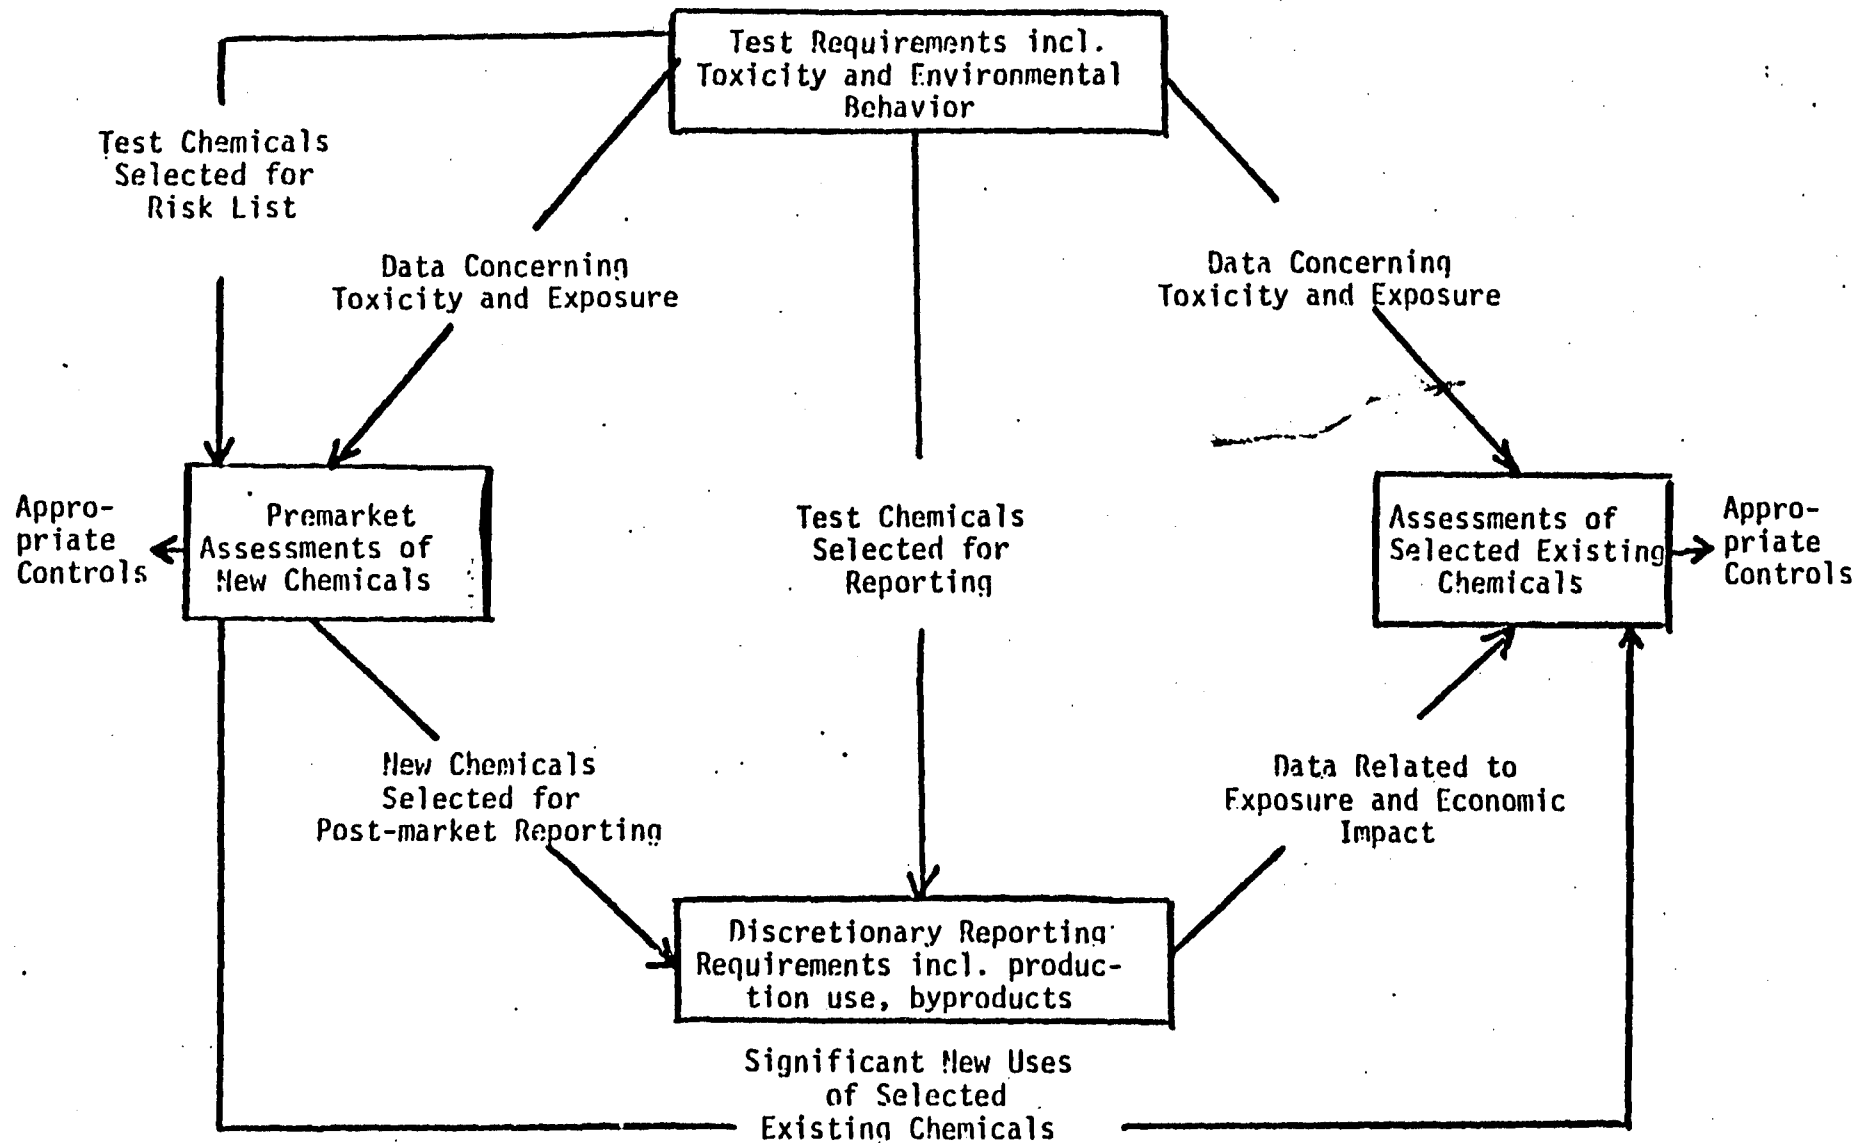 Test Requirements incl.
Toxicity and Environmental
Behavior
Test Chemicals
Selected for
Risk List
Data Concerning
Toxicity and Exposure
Data Concerning
Toxicity and Exposure
Appro-
priate
Controls
Premarket
Assessments of
New Chemicals
Test Chemicals
Selected for
Reporting
Assessments of
Selected Existing
Chemicals
Appro-
priate
Controls
New Chemicals
Selected for
Post-market Reporting
Data Related to
Exposure and Economic
Impact
Discretionary Reporting
Requirements incl. produc-
tion use, byproducts
Significant New Uses
of Selected
Existing Chemicals